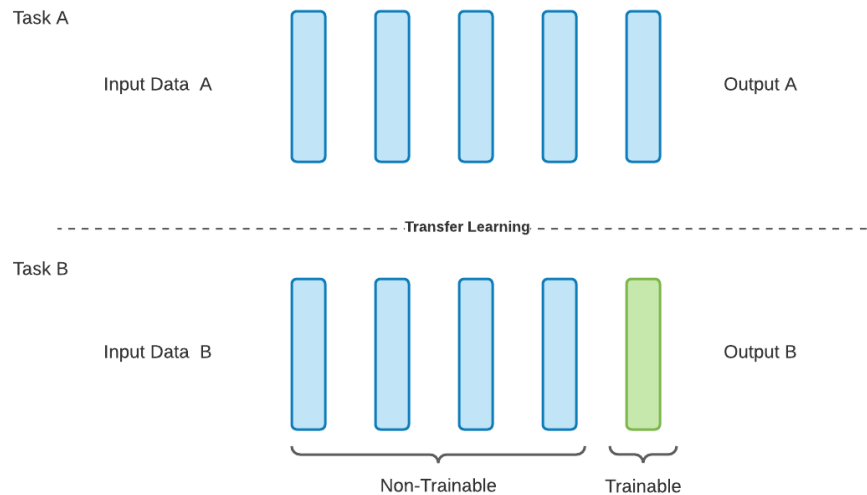 Task A
Input Data A
Output A
Transfer Learning
Task B
Input Data B
Output B
Non-Trainable
Trainable